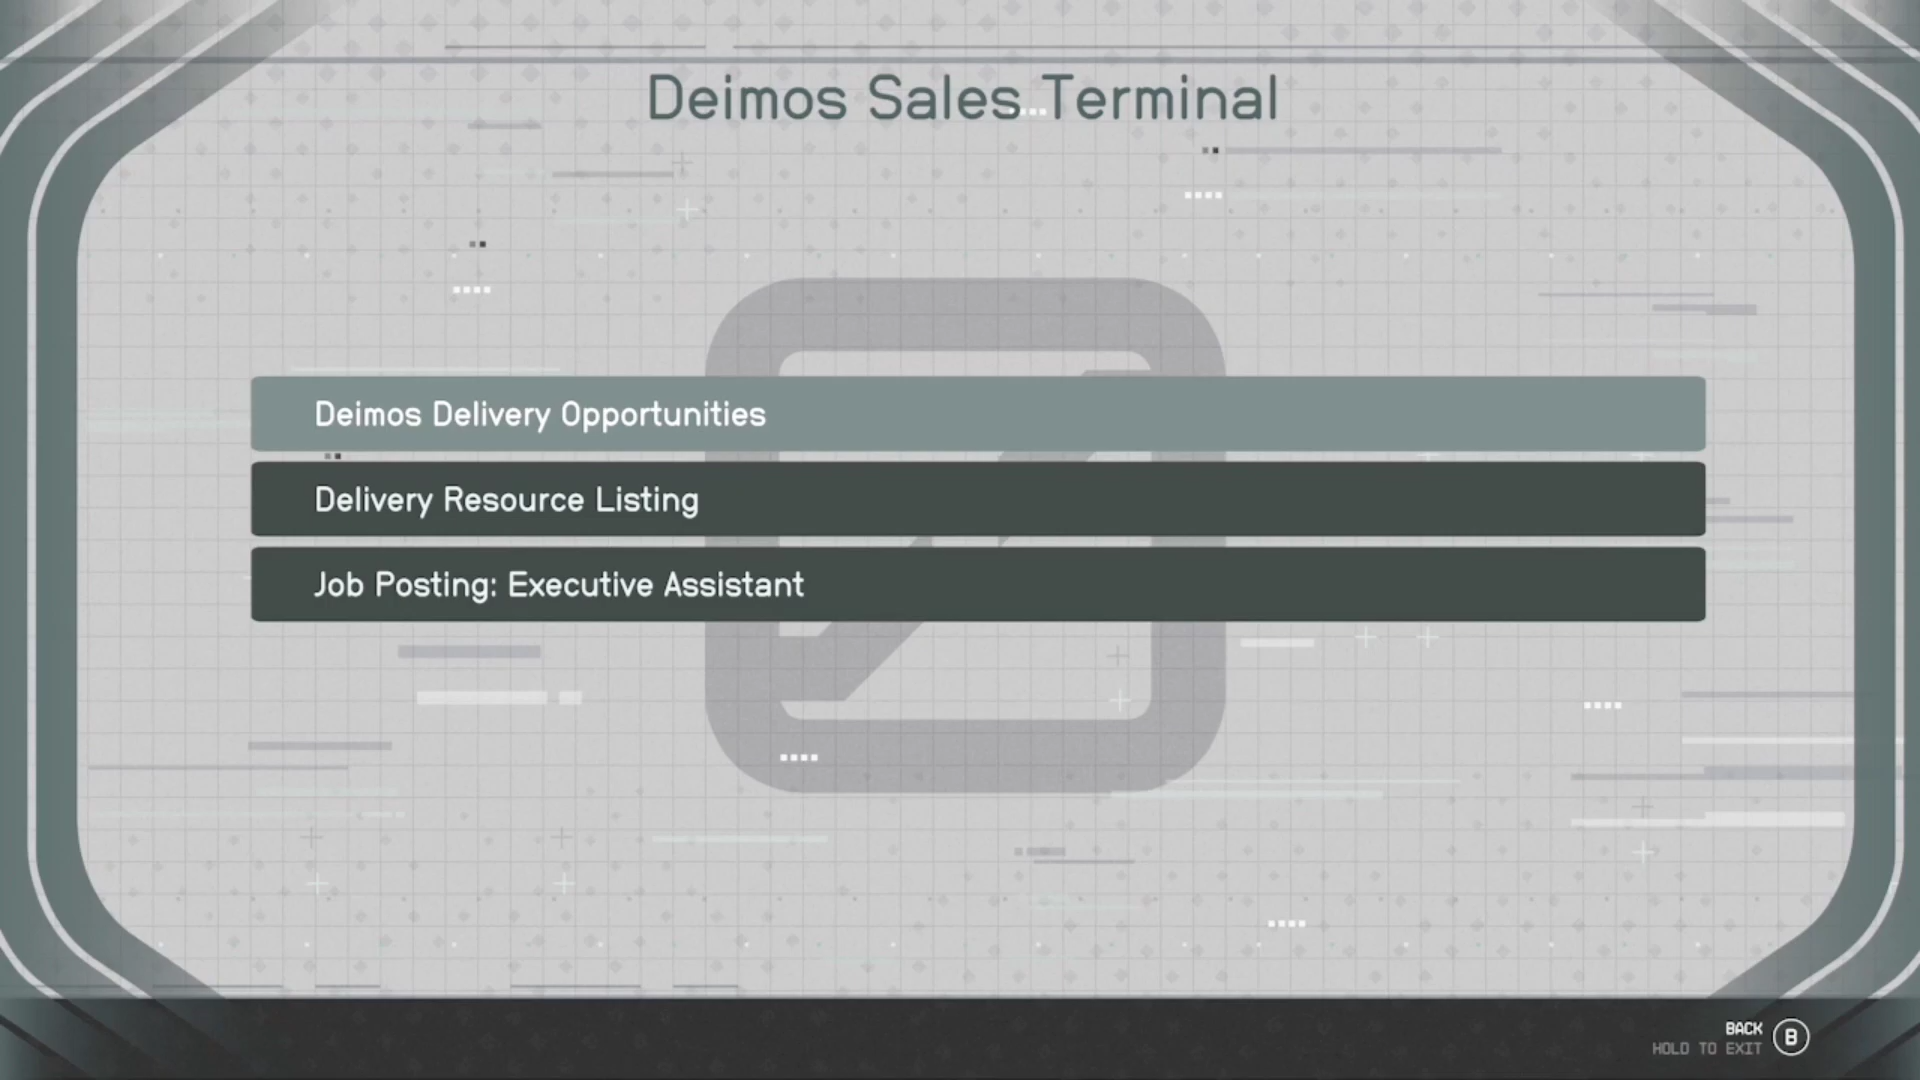 Deimos Sales Terminal
Deimos Delivery Opportunities
Delivery Resource Listing
Job Posting: Executive Assistant
BACK
HOLD TO EXIT
B